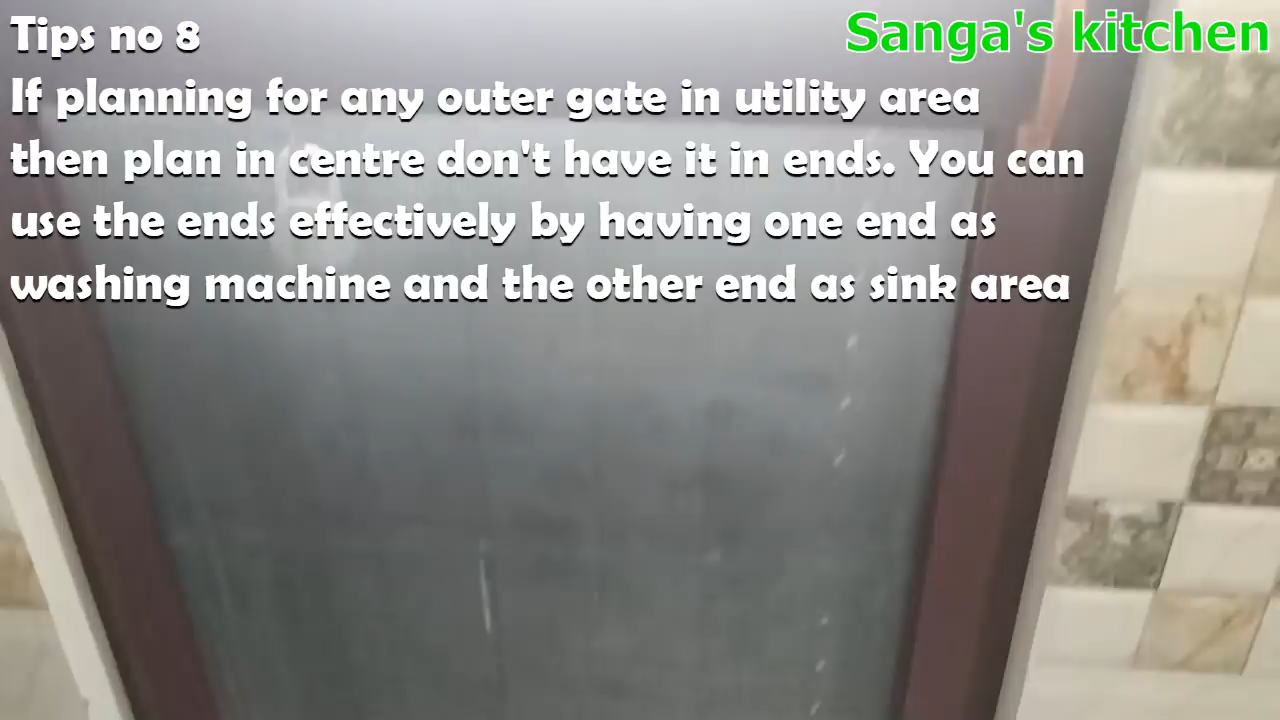 Tips no 8
Sanga's kitchen
If planning for any outer gate in utility area
then plan in centre don't have it in ends. You can
use the ends effectively by having one end as
washing machine and the other end as sink area